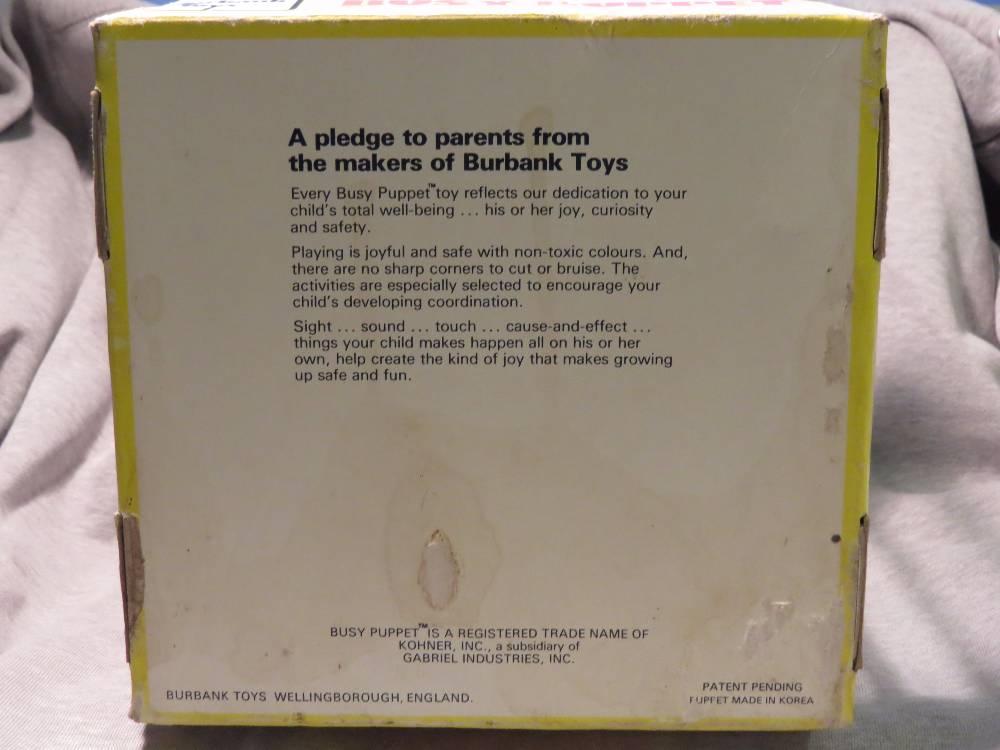 A pledge to parents from
the makers of Burbank Toys
Every Busy Puppet™ toy reflects our dedication to your
child's total well-being ... his or her joy, curiosity
and safety.
Playing is joyful and safe with non-toxic colours. And,
there are no sharp corners to cut or bruise. The
activities are especially selected to encourage your
child's developing coordination.
Sight ... sound ... touch ... cause-and-effect ...
things your child makes happen all on his or her
own, help create the kind of joy that makes growing
up safe and fun.
BUSY PUPPET™ IS A REGISTERED TRADE NAME OF
KOHNER, INC., a subsidiary of
GABRIEL INDUSTRIES, INC.
BURBANK TOYS WELLINGBOROUGH, ENGLAND.
PATENT PENDING
PUPPET MADE IN KOREA